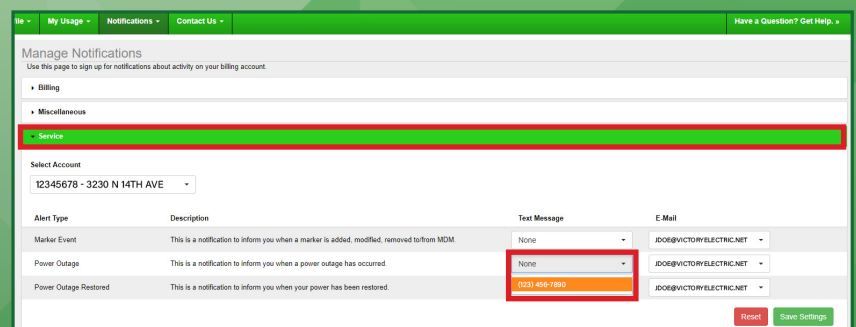 ile My Usage Notifications Contact Us Have a Question? Get Help. »
Manage Notifications
Use this page to sign up for notifications about activity on your billing account.
Billing
Miscellaneous
Service
Select Account
12345678 - 3230 N 14TH AVE
Alert Type Description Text Message E-Mail
Marker Event This is a notification to inform you when a marker is added, modified, removed to/from MDM. None JDOE@VICTORYELECTRIC.NET
Power Outage This is a notification to inform you when a power outage has occurred. None JDOE@VICTORYELECTRIC.NET
(123) 456-7890
Power Outage Restored This is a notification to inform you when your power has been restored. JDOE@VICTORYELECTRIC.NET
Reset Save Settings